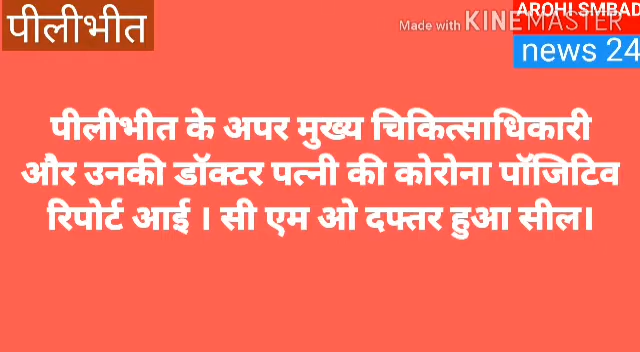 पीलीभीत
Made with KINEMASTER
AROHI SMBAD
news 24
पीलीभीत के अपर मुख्य चिकित्साधिकारी
और उनकी डॉक्टर पत्नी की कोरोना पॉजिटिव
रिपोर्ट आई । सी एम ओ दफ्तर हुआ सील।